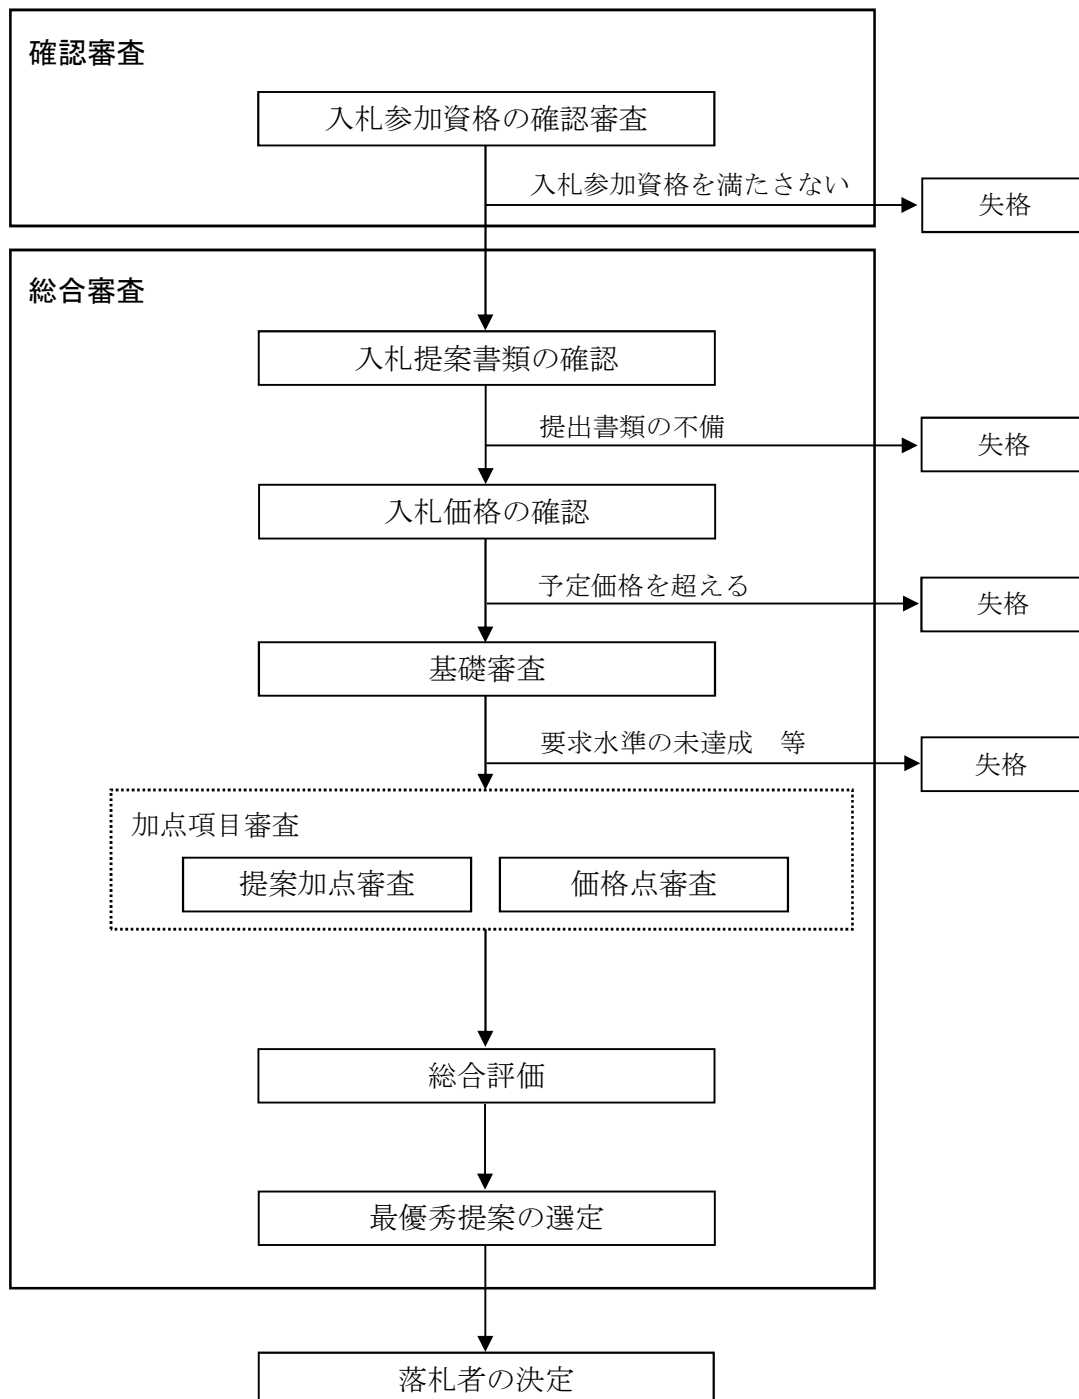 確認審査
入札参加資格の確認審査
入札参加資格を満たさない
失格
総合審査
入札提案書類の確認
提出書類の不備
失格
入札価格の確認
予定価格を超える
失格
基礎審査
要求水準の未達成　等
失格
加点項目審査
提案加点審査
価格点審査
総合評価
最優秀提案の選定
落札者の決定